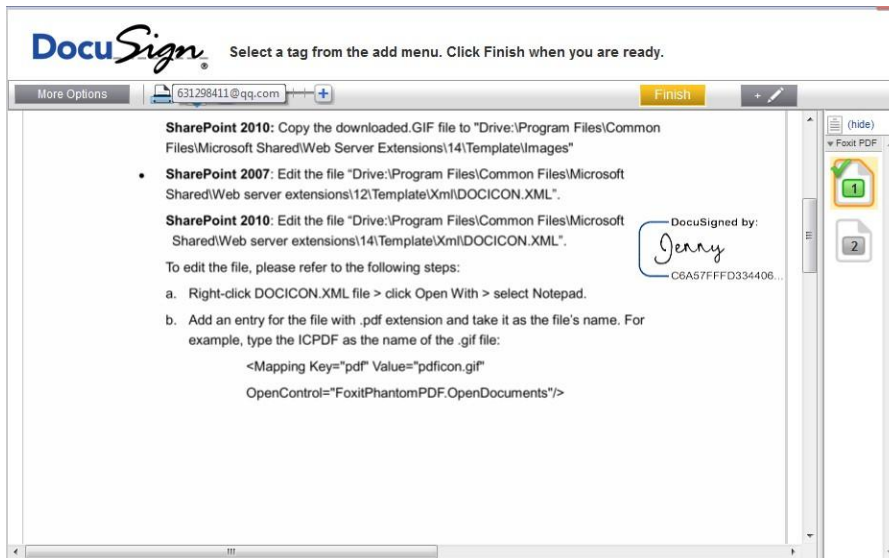 DocuSign®
Select a tag from the add menu. Click Finish when you are ready.
More Options
631298411@qq.com
Finish
(hide)
Foxit PDF
1
2
SharePoint 2010: Copy the downloaded.GIF file to "Drive:\Program Files\Common
Files\Microsoft Shared\Web Server Extensions\14\Template\Images"
• SharePoint 2007: Edit the file “Drive:\Program Files\Common Files\Microsoft
Shared\Web server extensions\12\Template\Xml\DOCICON.XML”.
SharePoint 2010: Edit the file “Drive:\Program Files\Common Files\Microsoft
Shared\Web server extensions\14\Template\Xml\DOCICON.XML”.
DocuSigned by:
Jenny
C6A57FFFD334406...
To edit the file, please refer to the following steps:
a. Right-click DOCICON.XML file > click Open With > select Notepad.
b. Add an entry for the file with .pdf extension and take it as the file’s name. For
example, type the ICPDF as the name of the .gif file:
<Mapping Key="pdf" Value="pdficon.gif"
OpenControl="FoxitPhantomPDF.OpenDocuments"/>